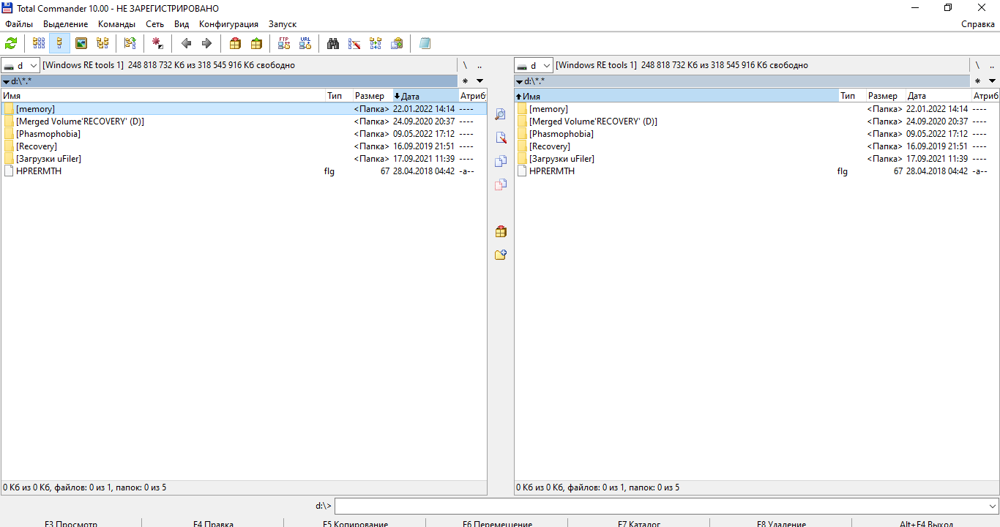 Total Commander 10.00 - НЕ ЗАРЕГИСТРИРОВАНО
Файлы Выделение Команды Сеть Вид Конфигурация Запуск Справка
FTP URL
d [Windows RE tools 1] 248 818 732 Кб из 318 545 916 Кб свободно \ ..
d:\*.* *
Имя Тип Размер Дата Атриб
[memory] <Папка> 22.01.2022 14:14 ----
[Merged Volume'RECOVERY' (D)] <Папка> 24.09.2020 20:37 ----
[Phasmophobia] <Папка> 09.05.2022 17:12 ----
[Recovery] <Папка> 16.09.2019 21:51 ----
[Загрузки uFiler] <Папка> 17.09.2021 11:39 ----
HPRERMTH flg 67 28.04.2018 04:42 -a--
0 Кб из 0 Кб, файлов: 0 из 1, папок: 0 из 5
d [Windows RE tools 1] 248 818 732 Кб из 318 545 916 Кб свободно \ ..
d:\*.* *
Имя Тип Размер Дата Атриб
[memory] <Папка> 22.01.2022 14:14 ----
[Merged Volume'RECOVERY' (D)] <Папка> 24.09.2020 20:37 ----
[Phasmophobia] <Папка> 09.05.2022 17:12 ----
[Recovery] <Папка> 16.09.2019 21:51 ----
[Загрузки uFiler] <Папка> 17.09.2021 11:39 ----
HPRERMTH flg 67 28.04.2018 04:42 -a--
0 Кб из 0 Кб, файлов: 0 из 1, папок: 0 из 5
d:\>
F3 Просмотр F4 Правка F5 Копирование F6 Перемещение F7 Каталог F8 Удаление Alt+F4 Выход